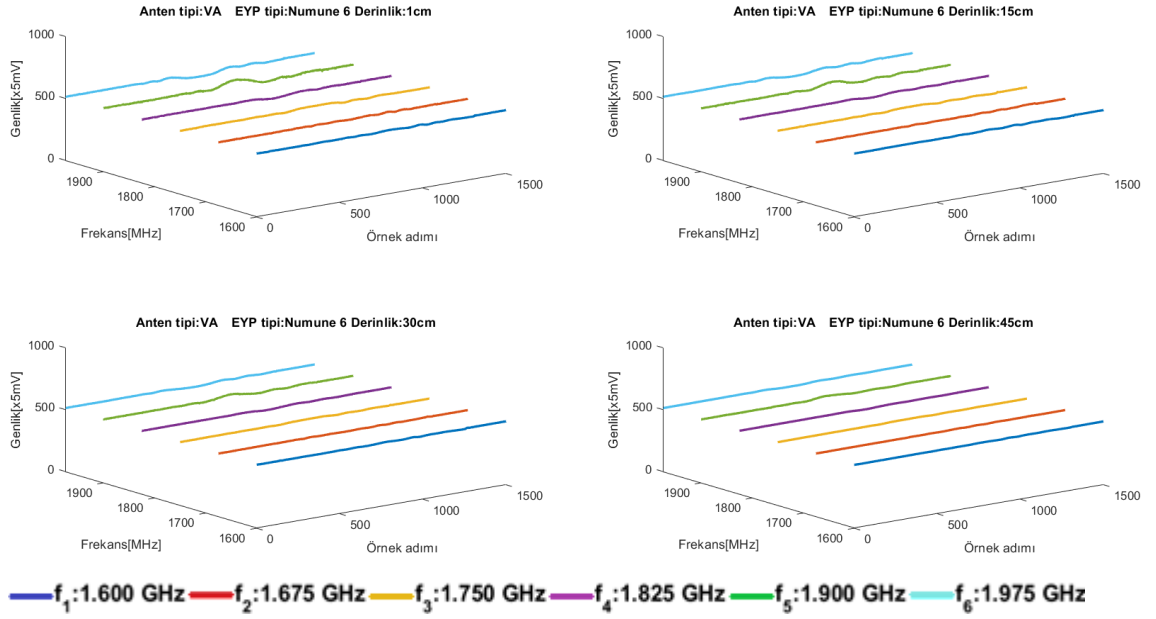 Anten tipi:VA EYP tipi:Numune 6 Derinlik:1cm
1000
500
0
Genlik[x5mV]
1900
1800
1700
1600
Frekans[MHz]
0
500
1000
1500
Örnek adımı
Anten tipi:VA EYP tipi:Numune 6 Derinlik:15cm
1000
500
0
Genlik[x5mV]
1900
1800
1700
1600
Frekans[MHz]
0
500
1000
1500
Örnek adımı
Anten tipi:VA EYP tipi:Numune 6 Derinlik:30cm
1000
500
0
Genlik[x5mV]
1900
1800
1700
1600
Frekans[MHz]
0
500
1000
1500
Örnek adımı
Anten tipi:VA EYP tipi:Numune 6 Derinlik:45cm
1000
500
0
Genlik[x5mV]
1900
1800
1700
1600
Frekans[MHz]
0
500
1000
1500
Örnek adımı
f₁:1.600 GHz f₂:1.675 GHz f₃:1.750 GHz f₄:1.825 GHz f₅:1.900 GHz f₆:1.975 GHz